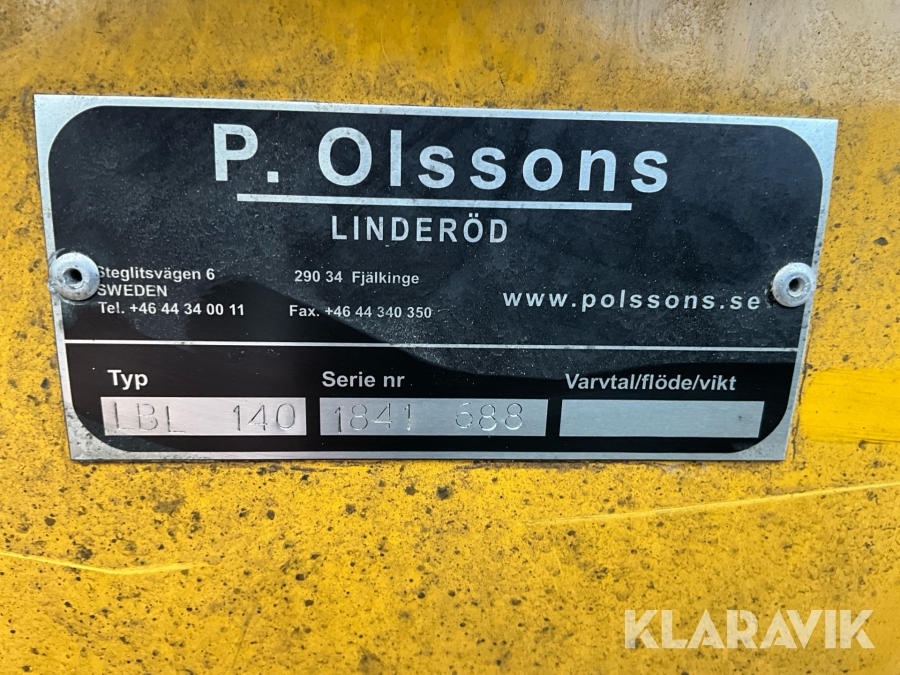 P. Olssons
LINDERÖD
Steglitsvägen 6 290 34 Fjälkinge
SWEDEN
Tel. +46 44 34 00 11 Fax. +46 44 340 350
www.polssons.se
Typ Serie nr Varvtal/flöde/vikt
LBL 140 1841 688
KLARAVIK